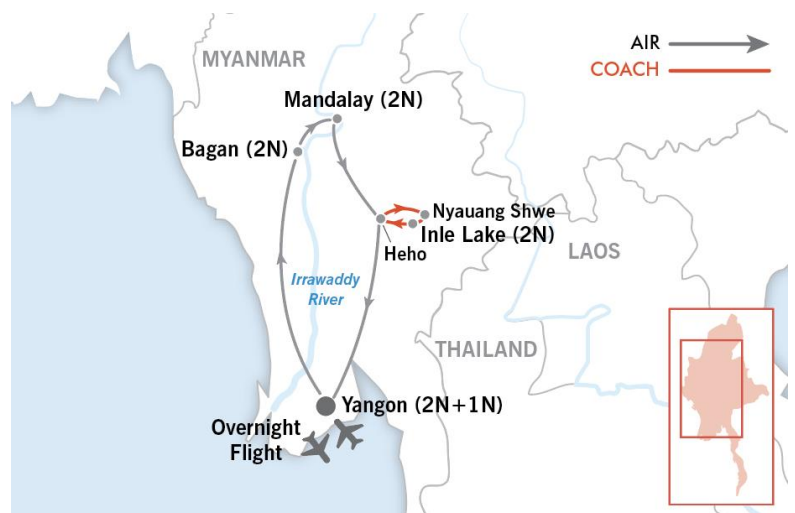 MYANMAR
AIR
COACH
Mandalay (2N)
Bagan (2N)
Nyauang Shwe
Inle Lake (2N)
Heho
LAOS
Irrawaddy
River
THAILAND
Yangon (2N+1N)
Overnight
Flight